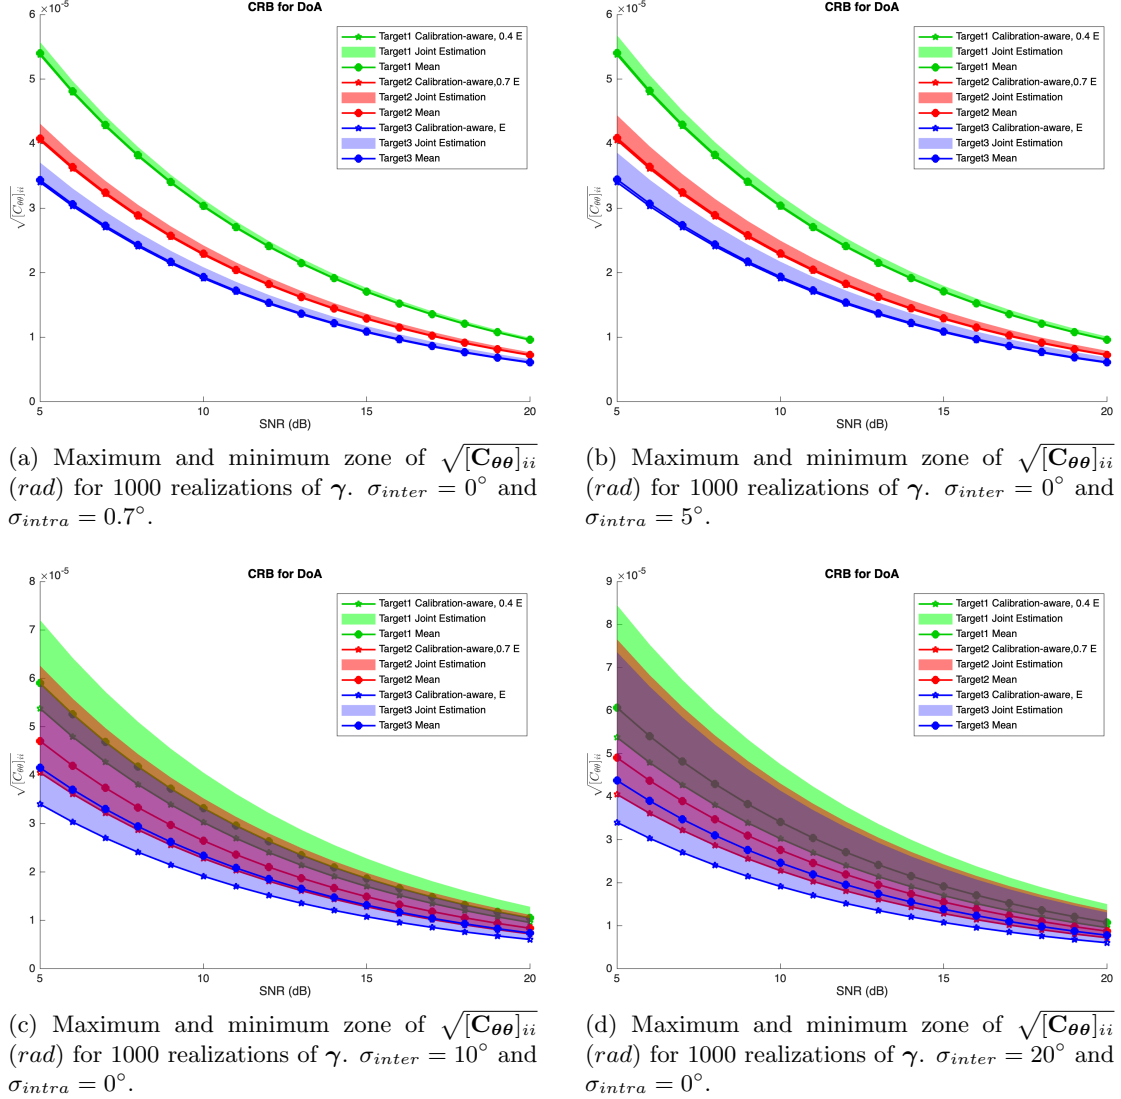 CRB for DoA
×10⁻⁵
6
5
4
3
2
1
0
√[C_θθ]_ii
5 10 15 20
SNR (dB)
Target1 Calibration-aware, 0.4 E
Target1 Joint Estimation
Target1 Mean
Target2 Calibration-aware,0.7 E
Target2 Joint Estimation
Target2 Mean
Target3 Calibration-aware, E
Target3 Joint Estimation
Target3 Mean
(a) Maximum and minimum zone of √[C_θθ]_ii
(rad) for 1000 realizations of γ. σ_inter = 0° and
σ_intra = 0.7°.
CRB for DoA
×10⁻⁵
6
5
4
3
2
1
0
√[C_θθ]_ii
5 10 15 20
SNR (dB)
Target1 Calibration-aware, 0.4 E
Target1 Joint Estimation
Target1 Mean
Target2 Calibration-aware,0.7 E
Target2 Joint Estimation
Target2 Mean
Target3 Calibration-aware, E
Target3 Joint Estimation
Target3 Mean
(b) Maximum and minimum zone of √[C_θθ]_ii
(rad) for 1000 realizations of γ. σ_inter = 0° and
σ_intra = 5°.
CRB for DoA
×10⁻⁵
8
7
6
5
4
3
2
1
0
√[C_θθ]_ii
5 10 15 20
SNR (dB)
Target1 Calibration-aware, 0.4 E
Target1 Joint Estimation
Target1 Mean
Target2 Calibration-aware,0.7 E
Target2 Joint Estimation
Target2 Mean
Target3 Calibration-aware, E
Target3 Joint Estimation
Target3 Mean
(c) Maximum and minimum zone of √[C_θθ]_ii
(rad) for 1000 realizations of γ. σ_inter = 10° and
σ_intra = 0°.
CRB for DoA
×10⁻⁵
9
8
7
6
5
4
3
2
1
0
√[C_θθ]_ii
5 10 15 20
SNR (dB)
Target1 Calibration-aware, 0.4 E
Target1 Joint Estimation
Target1 Mean
Target2 Calibration-aware,0.7 E
Target2 Joint Estimation
Target2 Mean
Target3 Calibration-aware, E
Target3 Joint Estimation
Target3 Mean
(d) Maximum and minimum zone of √[C_θθ]_ii
(rad) for 1000 realizations of γ. σ_inter = 20° and
σ_intra = 0°.